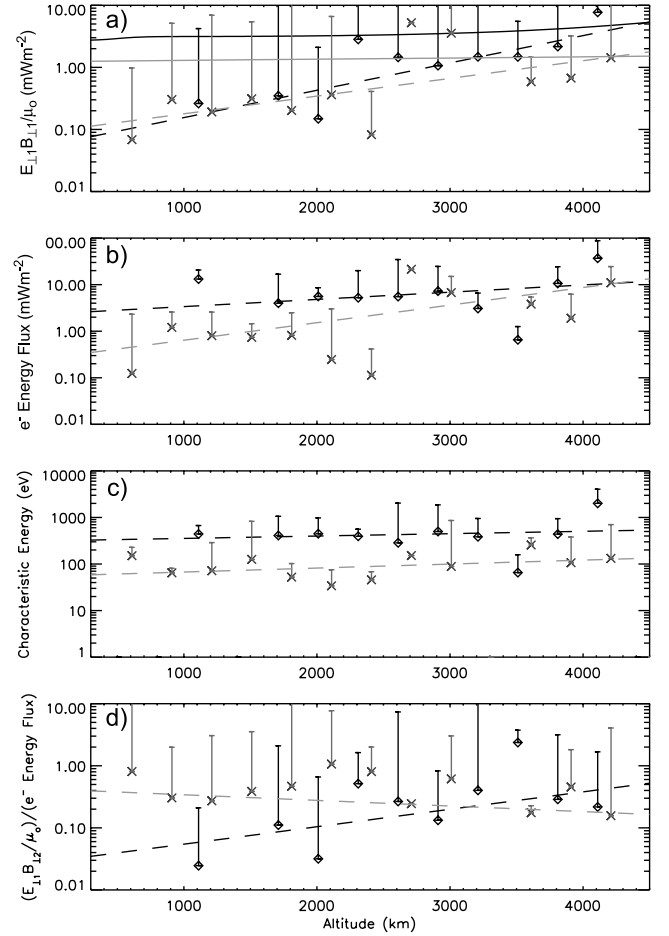 a)
E⊥1B⊥1/μo (mWm-2)
10.00
1.00
0.10
0.01
1000 2000 3000 4000
b)
e- Energy Flux (mWm-2)
00.00
10.00
1.00
0.10
0.01
1000 2000 3000 4000
c)
Characteristic Energy (eV)
10000
1000
100
10
1
1000 2000 3000 4000
d)
(E⊥1B⊥2/μo)/(e- Energy Flux)
10.00
1.00
0.10
0.01
1000 2000 3000 4000
Altitude (km)